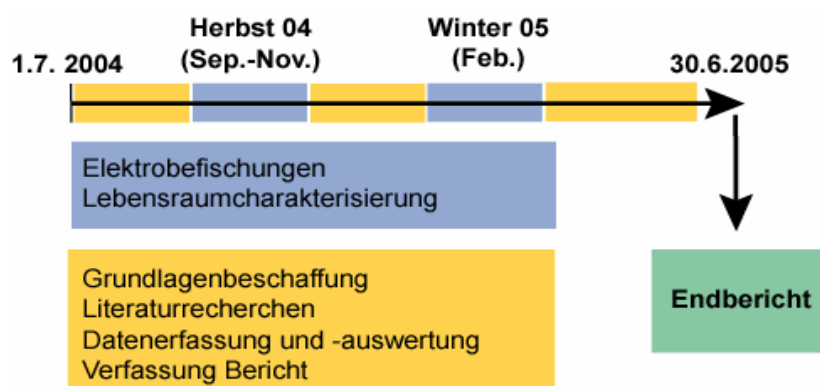 Herbst 04
(Sep.-Nov.)
Winter 05
(Feb.)
1.7. 2004
30.6.2005
Elektrobefischungen
Lebensraumcharakterisierung
Grundlagenbeschaffung
Literaturrecherchen
Datenerfassung und -auswertung
Verfassung Bericht
Endbericht